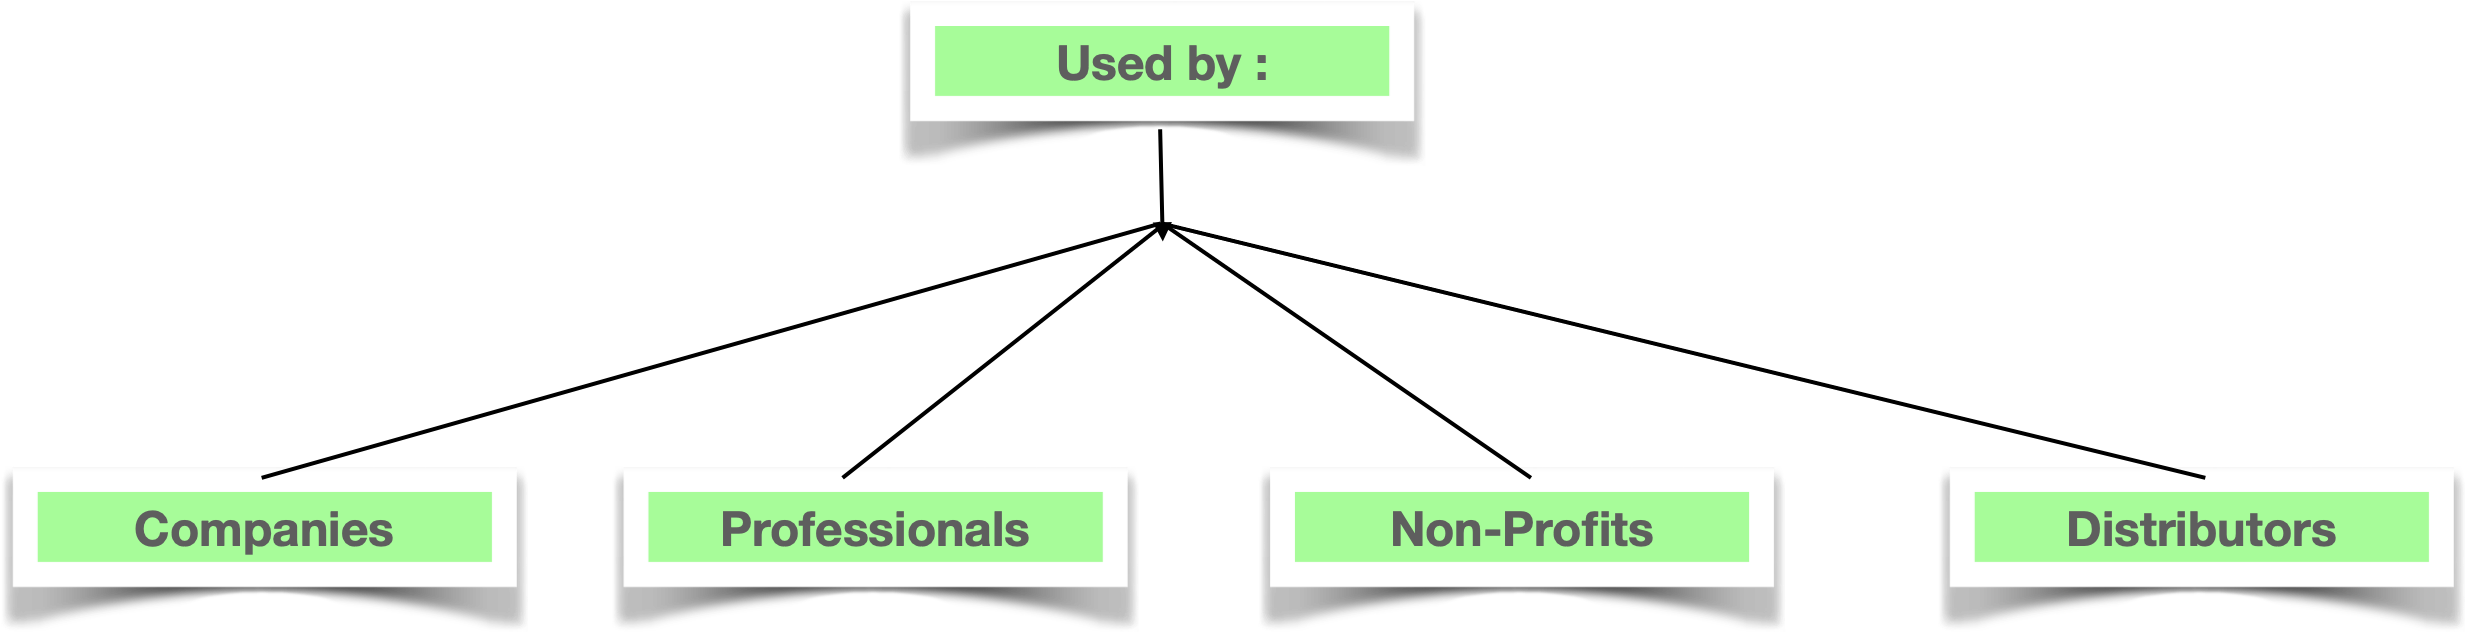 Used by :
Companies
Professionals
Non-Profits
Distributors